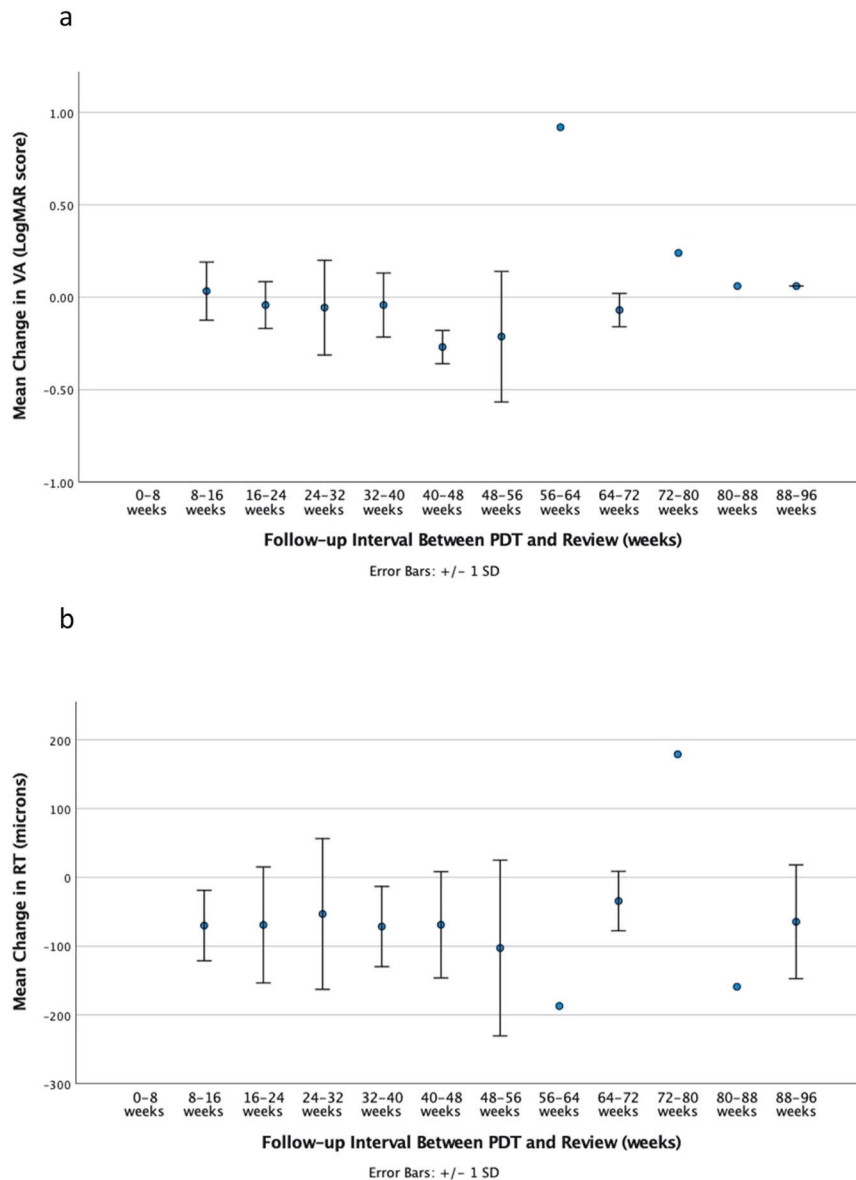 a
Mean Change in VA (LogMAR score)
1.00
0.50
0.00
-0.50
-1.00
0-8 weeks
8-16 weeks
16-24 weeks
24-32 weeks
32-40 weeks
40-48 weeks
48-56 weeks
56-64 weeks
64-72 weeks
72-80 weeks
80-88 weeks
88-96 weeks
Follow-up Interval Between PDT and Review (weeks)
Error Bars: +/- 1 SD
b
Mean Change in RT (microns)
200
100
0
-100
-200
-300
0-8 weeks
8-16 weeks
16-24 weeks
24-32 weeks
32-40 weeks
40-48 weeks
48-56 weeks
56-64 weeks
64-72 weeks
72-80 weeks
80-88 weeks
88-96 weeks
Follow-up Interval Between PDT and Review (weeks)
Error Bars: +/- 1 SD